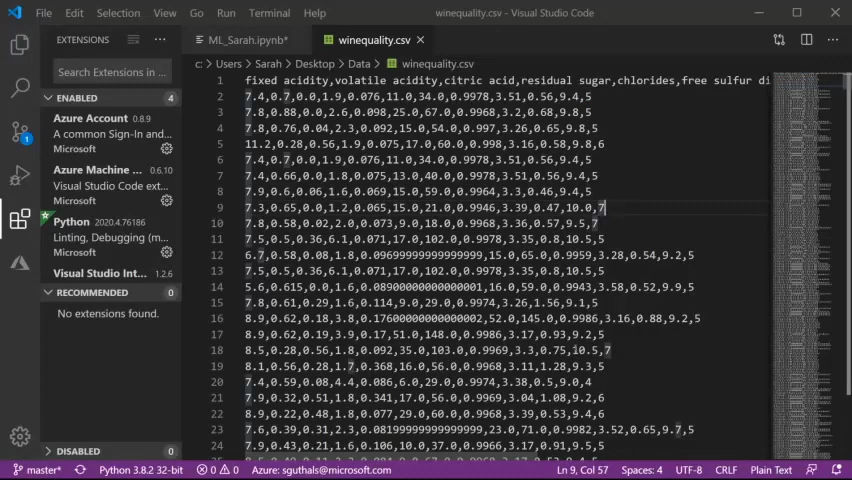 File Edit Selection View Go Run Terminal Help winequality.csv - Visual Studio Code
EXTENSIONS
ML_Sarah.ipynb*
winequality.csv
Search Extensions in ...
ENABLED 4
Azure Account 0.8.9
A common Sign-In and...
Microsoft
Azure Machine ... 0.6.10
Visual Studio Code ext...
Microsoft
Python 2020.4.76186
Linting, Debugging (m...
Microsoft
Visual Studio Int... 1.2.6
RECOMMENDED 0
No extensions found.
DISABLED 0
1
C: > Users > Sarah > Desktop > Data > winequality.csv
1 fixed acidity,volatile acidity,citric acid,residual sugar,chlorides,free sulfur di
2 7.4,0.7,0.0,1.9,0.076,11.0,34.0,0.9978,3.51,0.56,9.4,5
3 7.8,0.88,0.0,2.6,0.098,25.0,67.0,0.9968,3.2,0.68,9.8,5
4 7.8,0.76,0.04,2.3,0.092,15.0,54.0,0.997,3.26,0.65,9.8,5
5 11.2,0.28,0.56,1.9,0.075,17.0,60.0,0.998,3.16,0.58,9.8,6
6 7.4,0.7,0.0,1.9,0.076,11.0,34.0,0.9978,3.51,0.56,9.4,5
7 7.4,0.66,0.0,1.8,0.075,13.0,40.0,0.9978,3.51,0.56,9.4,5
8 7.9,0.6,0.06,1.6,0.069,15.0,59.0,0.9964,3.3,0.46,9.4,5
9 7.3,0.65,0.0,1.2,0.065,15.0,21.0,0.9946,3.39,0.47,10.0,7
10 7.8,0.58,0.02,2.0,0.073,9.0,18.0,0.9968,3.36,0.57,9.5,7
11 7.5,0.5,0.36,6.1,0.071,17.0,102.0,0.9978,3.35,0.8,10.5,5
12 6.7,0.58,0.08,1.8,0.09699999999999999,15.0,65.0,0.9959,3.28,0.54,9.2,5
13 7.5,0.5,0.36,6.1,0.071,17.0,102.0,0.9978,3.35,0.8,10.5,5
14 5.6,0.615,0.0,1.6,0.08900000000000001,16.0,59.0,0.9943,3.58,0.52,9.9,5
15 7.8,0.61,0.29,1.6,0.114,9.0,29.0,0.9974,3.26,1.56,9.1,5
16 8.9,0.62,0.18,3.8,0.17600000000000002,52.0,145.0,0.9986,3.16,0.88,9.2,5
17 8.9,0.62,0.19,3.9,0.17,51.0,148.0,0.9986,3.17,0.93,9.2,5
18 8.5,0.28,0.56,1.8,0.092,35.0,103.0,0.9969,3.3,0.75,10.5,7
19 8.1,0.56,0.28,1.7,0.368,16.0,56.0,0.9968,3.11,1.28,9.3,5
20 7.4,0.59,0.08,4.4,0.086,6.0,29.0,0.9974,3.38,0.5,9.0,4
21 7.9,0.32,0.51,1.8,0.341,17.0,56.0,0.9969,3.04,1.08,9.2,6
22 8.9,0.22,0.48,1.8,0.077,29.0,60.0,0.9968,3.39,0.53,9.4,6
23 7.6,0.39,0.31,2.3,0.08199999999999999,23.0,71.0,0.9982,3.52,0.65,9.7,5
24 7.9,0.43,0.21,1.6,0.106,10.0,37.0,0.9966,3.17,0.91,9.5,5
master* Python 3.8.2 32-bit 0 0 Azure: sguthals@microsoft.com Ln 9, Col 57 Spaces: 4 UTF-8 CRLF Plain Text